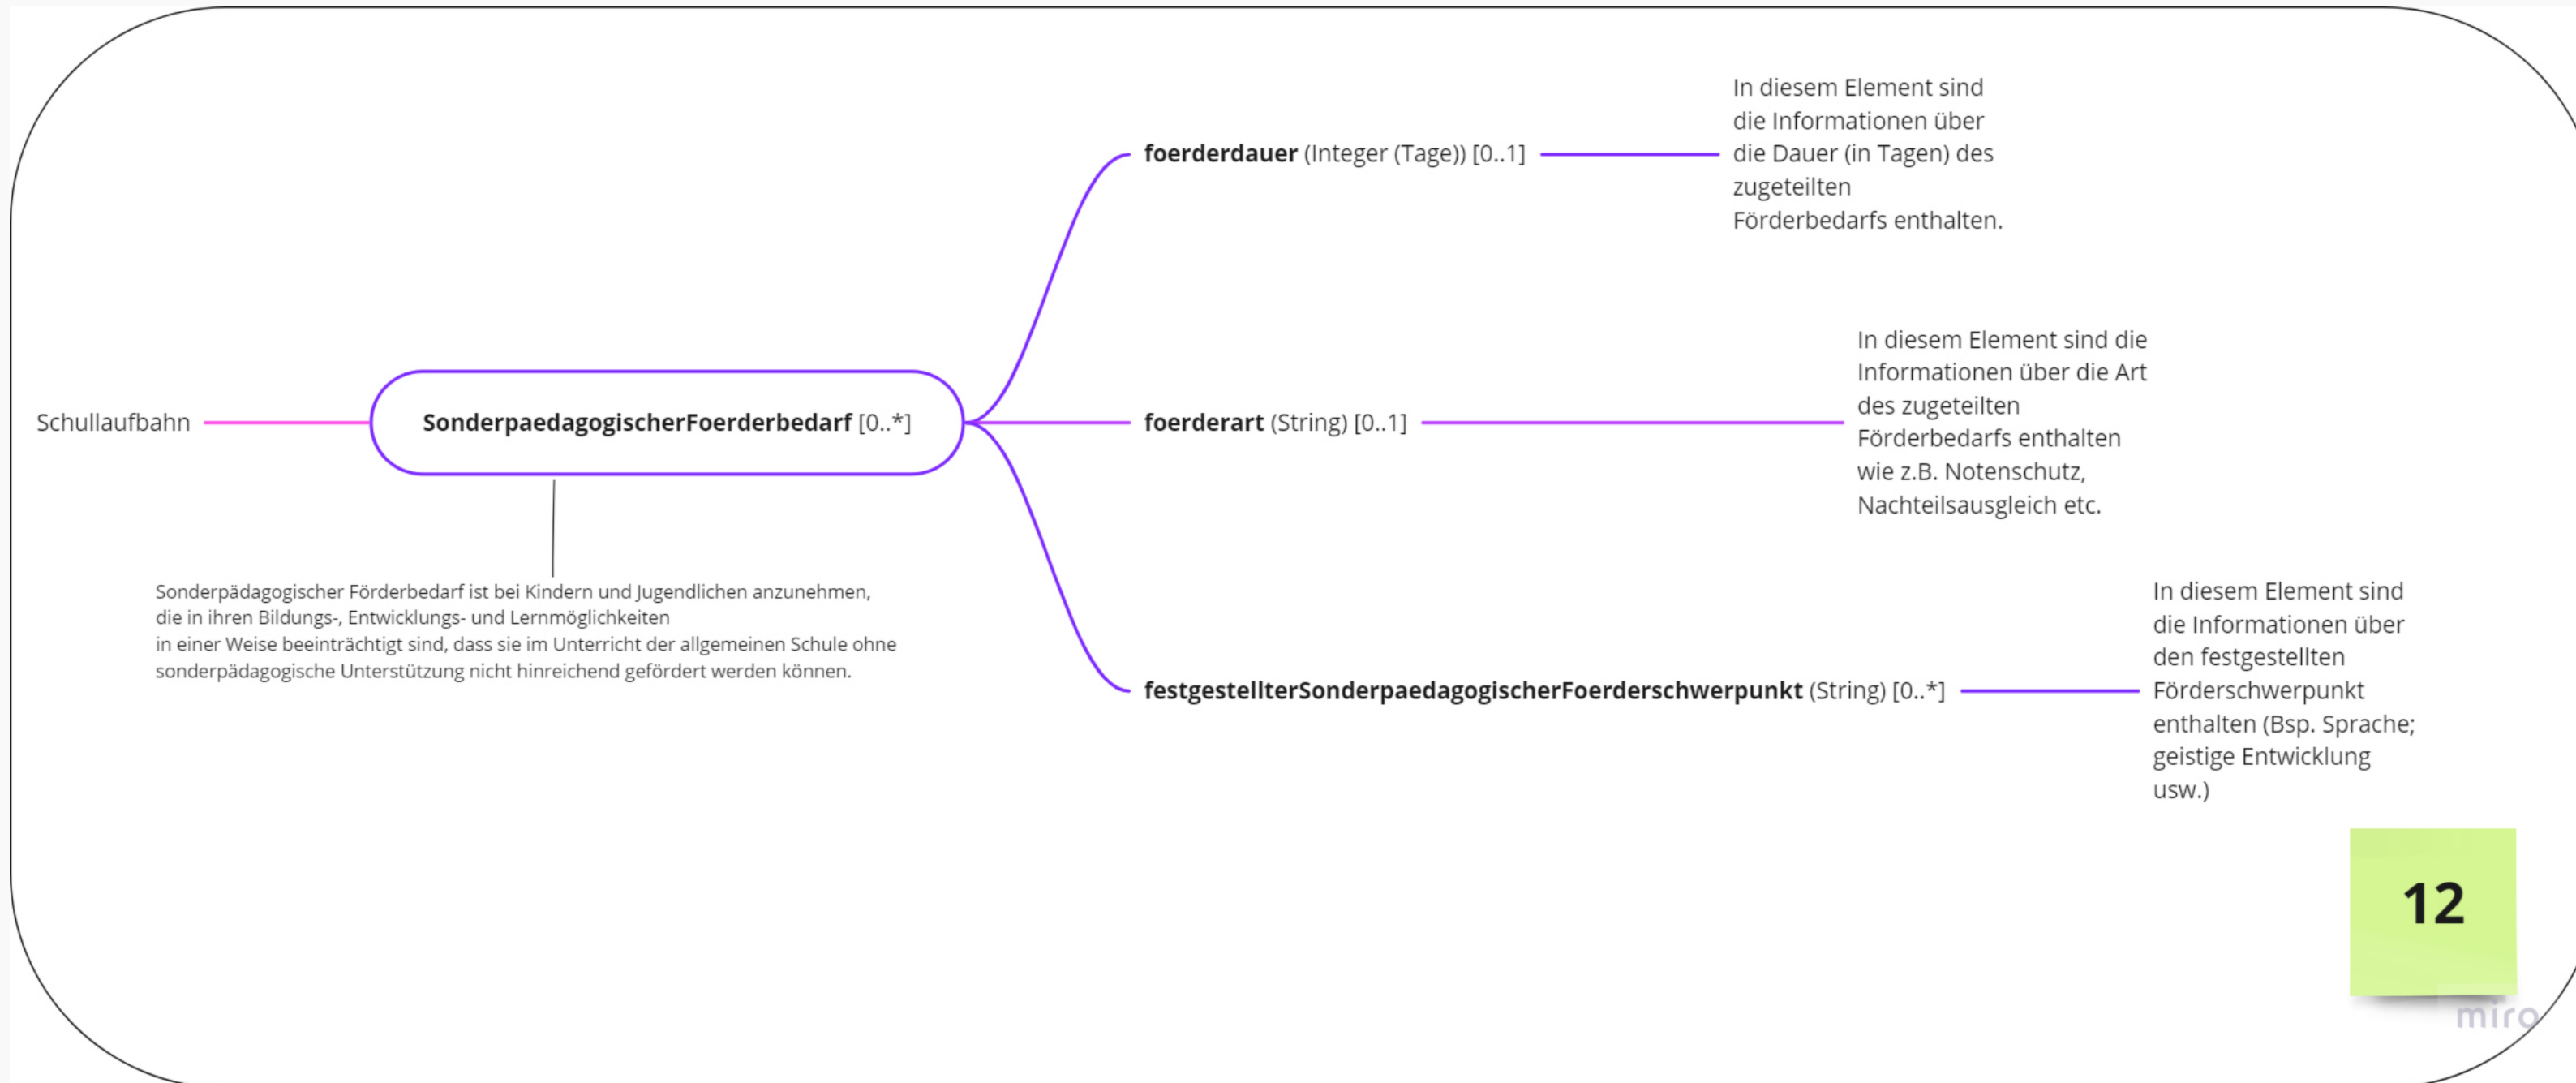 foerderdauer (Integer (Tage)) [0..1]
In diesem Element sind
die Informationen über
die Dauer (in Tagen) des
zugeteilten
Förderbedarfs enthalten.
Schullaufbahn
SonderpaedagogischerFoerderbedarf [0..*]
foerderart (String) [0..1]
In diesem Element sind die
Informationen über die Art
des zugeteilten
Förderbedarfs enthalten
wie z.B. Notenschutz,
Nachteilsausgleich etc.
Sonderpädagogischer Förderbedarf ist bei Kindern und Jugendlichen anzunehmen,
die in ihren Bildungs-, Entwicklungs- und Lernmöglichkeiten
in einer Weise beeinträchtigt sind, dass sie im Unterricht der allgemeinen Schule ohne
sonderpädagogische Unterstützung nicht hinreichend gefördert werden können.
festgestellterSonderpaedagogischerFoerderschwerpunkt (String) [0..*]
In diesem Element sind
die Informationen über
den festgestellten
Förderschwerpunkt
enthalten (Bsp. Sprache;
geistige Entwicklung
usw.)
12
miro